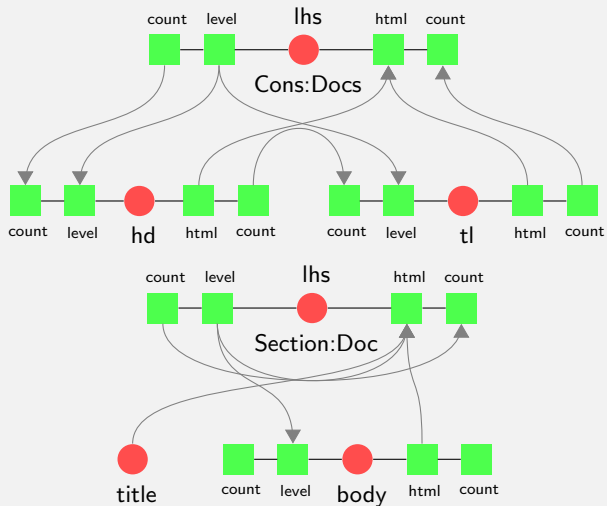 lhs
count level html count
Cons:Docs
count level hd html count count level tl html count
lhs
count level html count
Section:Doc
title count level body html count